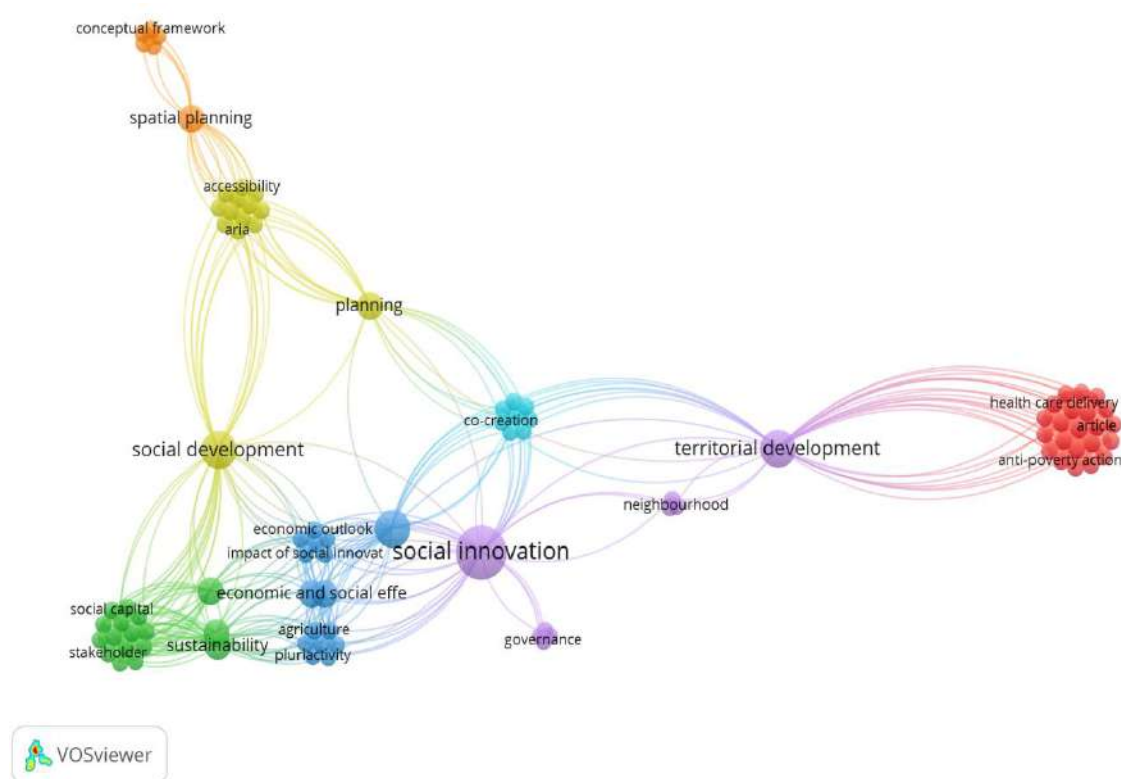 conceptual framework
spatial planning
accessibility
aria
planning
co-creation
health care delivery
article
anti-poverty action
social development
territorial development
neighbourhood
economic outlook
social innovation
impact of social innovat
economic and social effe
social capital
agriculture
governance
stakeholder
sustainability
pluriactivity
VOSviewer